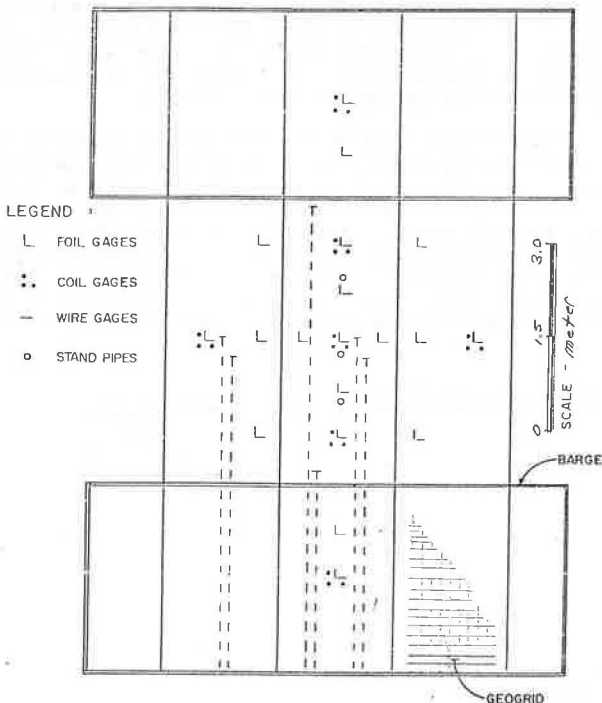 LEGEND :
L FOIL GAGES
COIL GAGES
— WIRE GAGES
o STAND PIPES
3.0
1.5
0
SCALE - meter
BARGE
GEOGRID